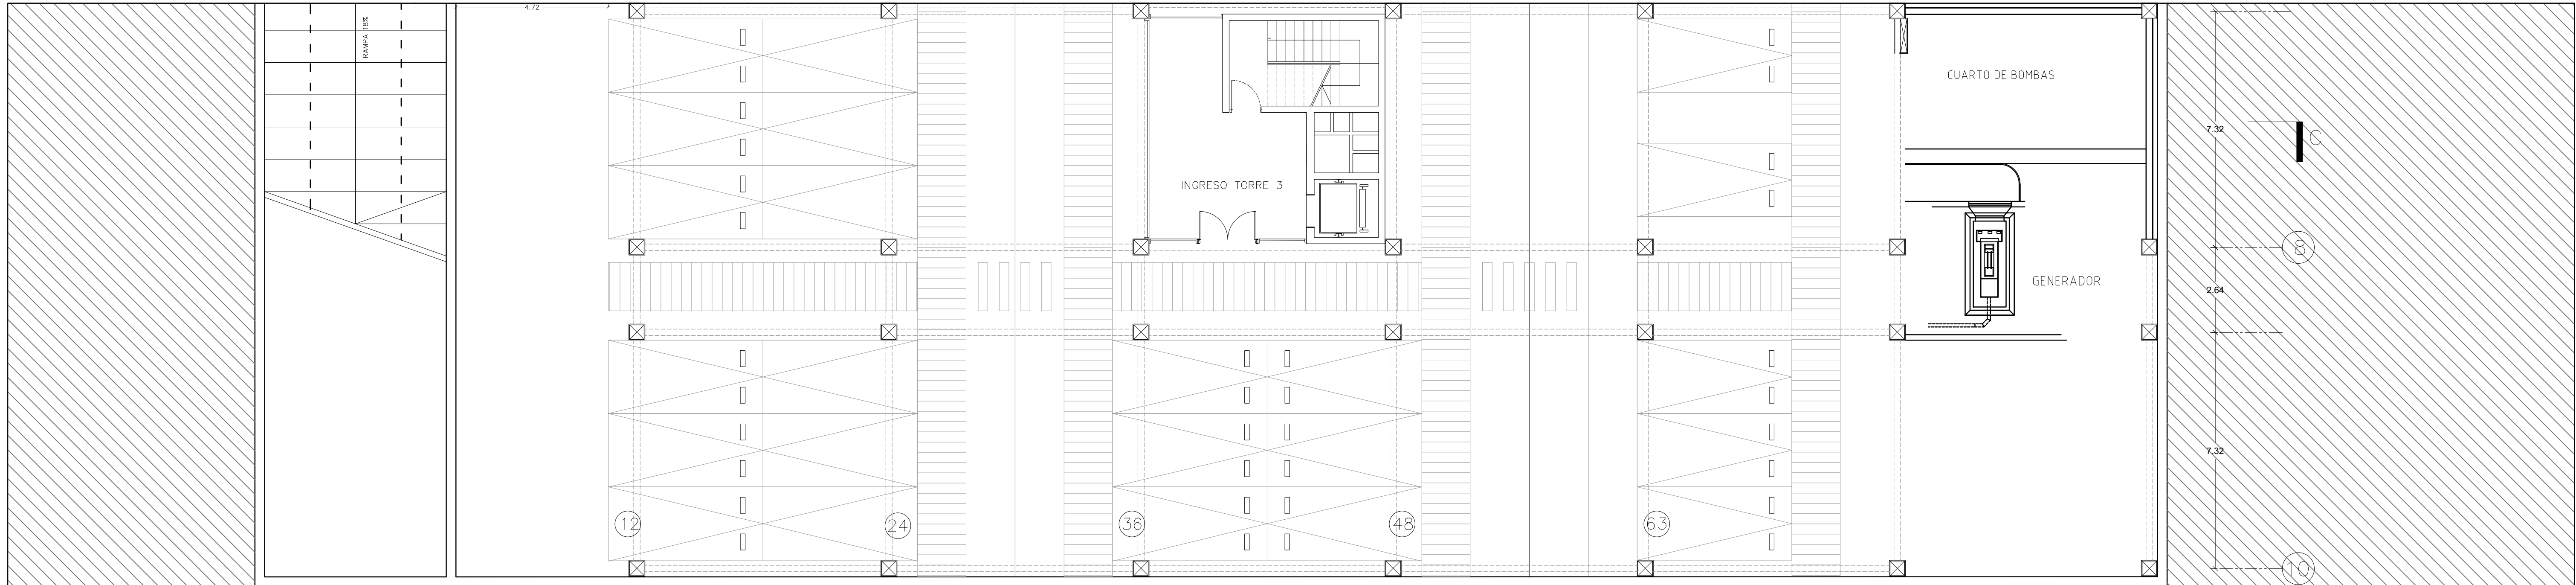 4.72
RAMPA 18%
CUARTO DE BOMBAS
7.32
C
INGRESO TORRE 3
8
GENERADOR
2.64
7.32
12
24
36
48
63
10